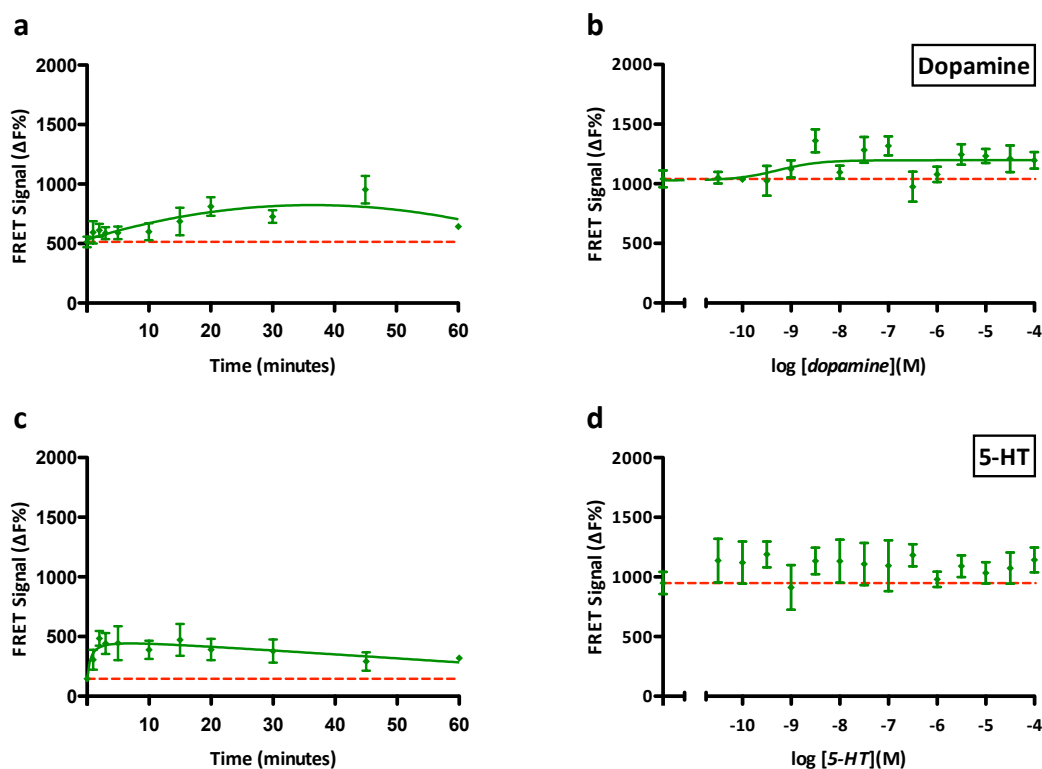 a
2000
1500
1000
500
0
FRET Signal (ΔF%)
10 20 30 40 50 60
Time (minutes)
b
Dopamine
2000
1500
1000
500
0
FRET Signal (ΔF%)
-10 -9 -8 -7 -6 -5 -4
log [dopamine](M)
c
2000
1500
1000
500
0
FRET Signal (ΔF%)
10 20 30 40 50 60
Time (minutes)
d
5-HT
2000
1500
1000
500
0
FRET Signal (ΔF%)
-10 -9 -8 -7 -6 -5 -4
log [5-HT](M)